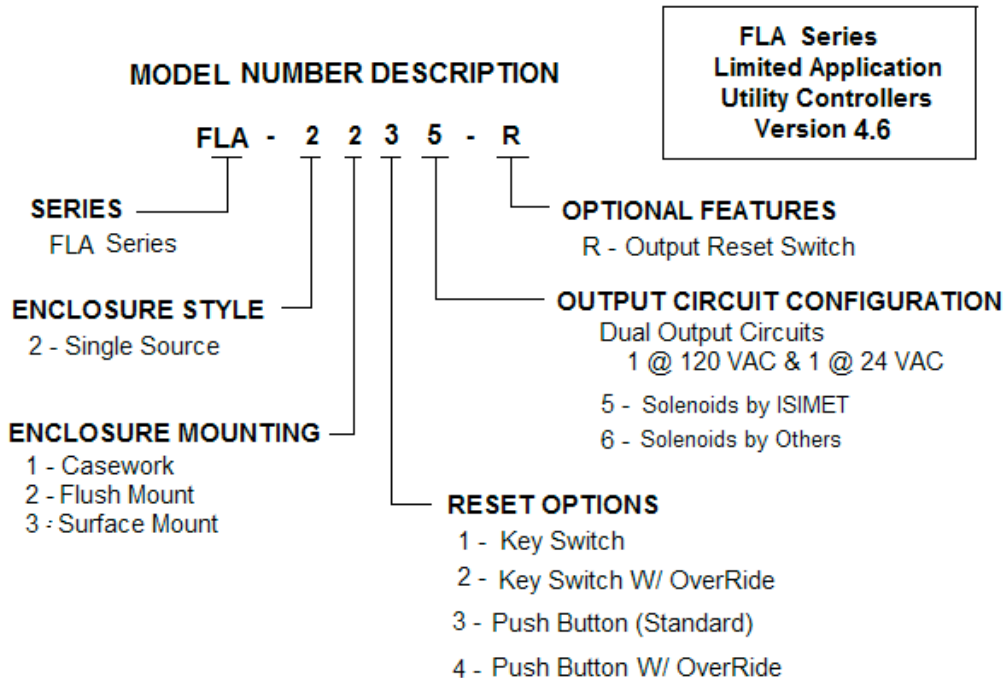 FLA Series
Limited Application
Utility Controllers
Version 4.6
MODEL NUMBER DESCRIPTION
FLA - 2 2 3 5 - R
SERIES
FLA Series
ENCLOSURE STYLE
2 - Single Source
ENCLOSURE MOUNTING
1 - Casework
2 - Flush Mount
3 - Surface Mount
OPTIONAL FEATURES
R - Output Reset Switch
OUTPUT CIRCUIT CONFIGURATION
Dual Output Circuits
1 @ 120 VAC & 1 @ 24 VAC
5 - Solenoids by ISIMET
6 - Solenoids by Others
RESET OPTIONS
1 - Key Switch
2 - Key Switch W/ OverRide
3 - Push Button (Standard)
4 - Push Button W/ OverRide